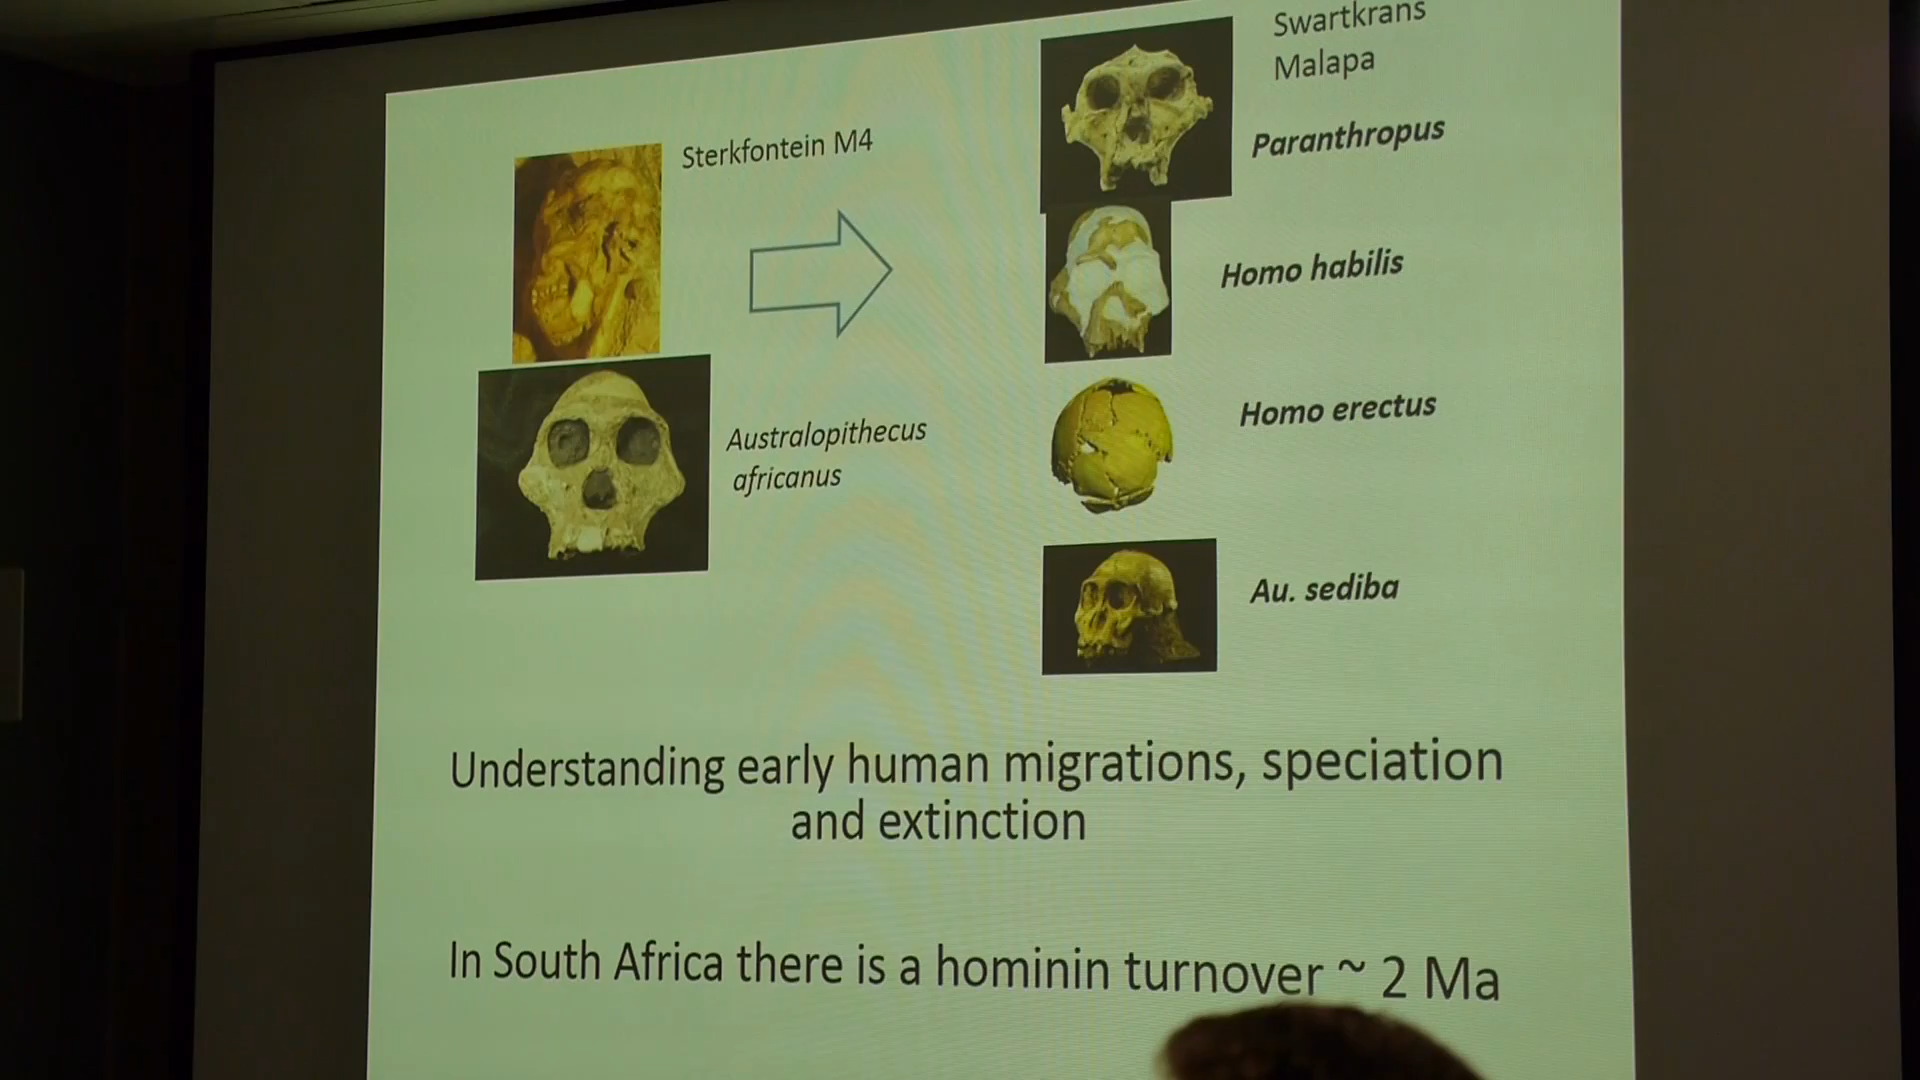 Swartkrans
Malapa
Sterkfontein M4
Paranthropus
Homo habilis
Homo erectus
Australopithecus
africanus
Au. sediba
Understanding early human migrations, speciation
and extinction
In South Africa there is a hominin turnover ~ 2 Ma